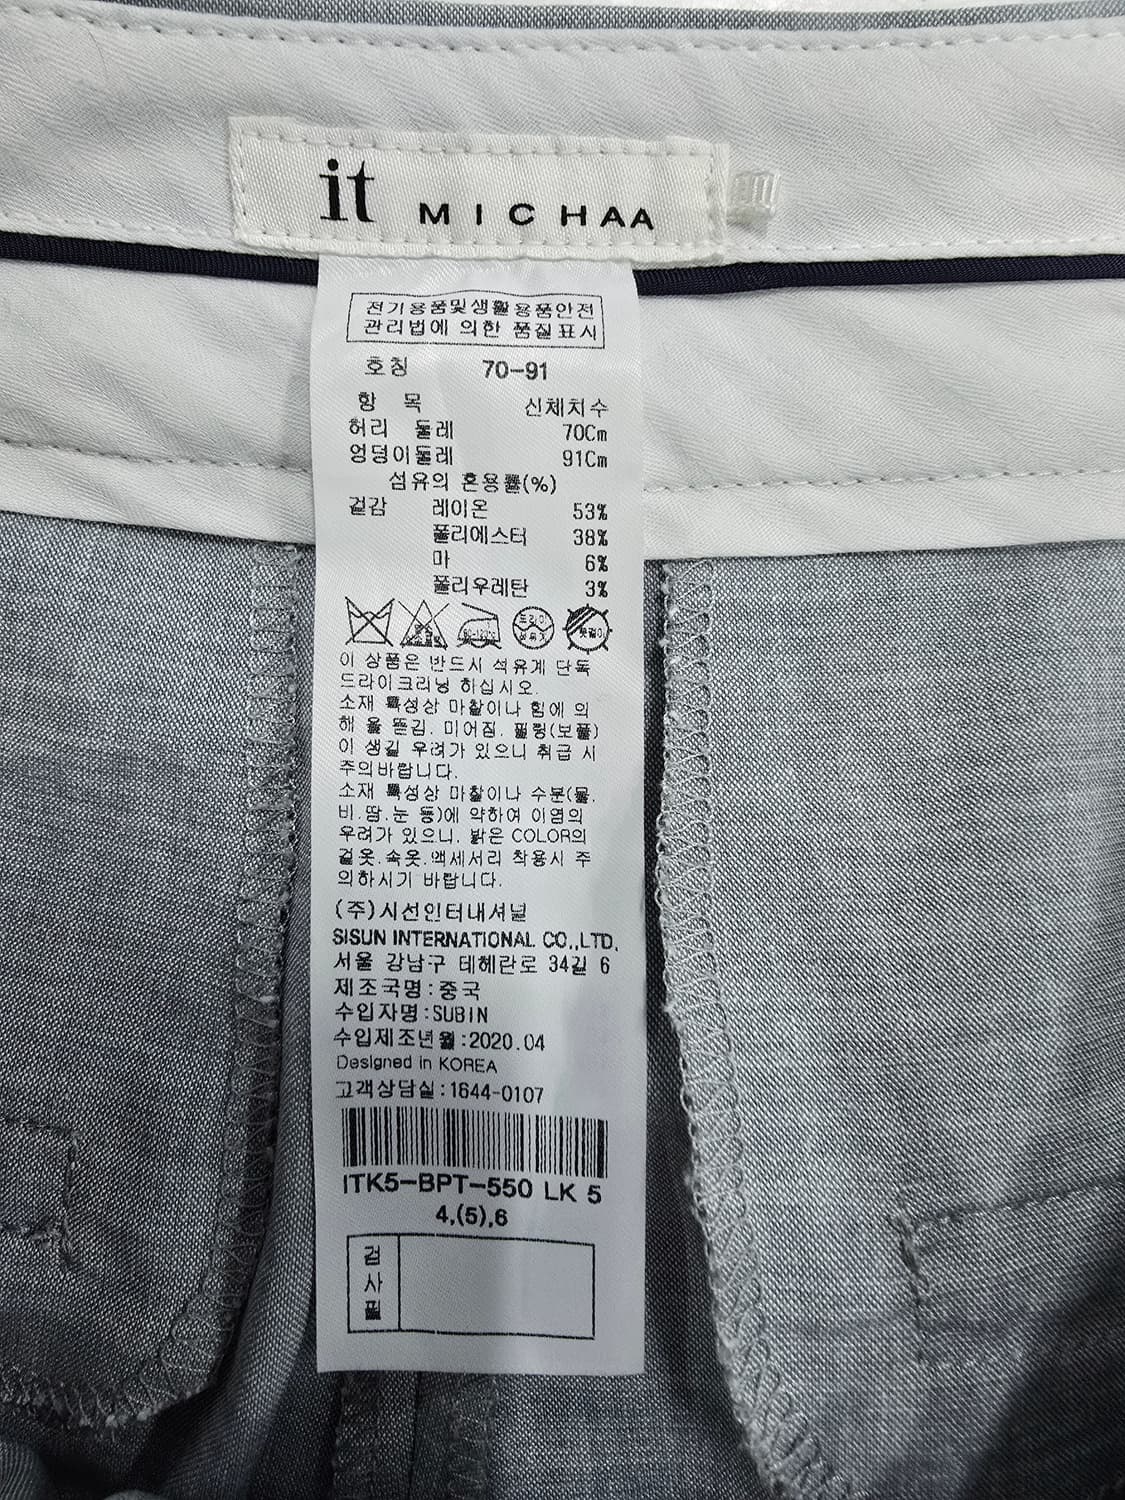 it MICHAA
전기용품및생활용품안전
관리법에 의한 품질표시
호칭 70-91
항 목 신체치수
허리 둘레 70Cm
엉덩이둘레 91Cm
섬유의 혼용률(%)
겉감 레이온 53%
폴리에스터 38%
마 6%
폴리우레탄 3%
드라이
석유계
옷걸이
이 상품은 반드시 석유계 단독
드라이크리닝 하십시오.
소재 특성상 마찰이나 힘에 의
해 올 뜯김. 미어짐. 필링(보풀)
이 생길 우려가 있으니 취급 시
주의바랍니다.
소재 특성상 마찰이나 수분(물.
비.땀.눈 등)에 약하여 이염의
우려가 있으니. 밝은 COLOR의
겉옷.속옷.액세서리 착용시 주
의하시기 바랍니다.
(주)시선인터내셔널
SISUN INTERNATIONAL CO.,LTD.
서울 강남구 테헤란로 34길 6
제조국명:중국
수입자명:SUBIN
수입제조년월:2020.04
Designed in KOREA
고객상담실:1644-0107
ITK5-BPT-550 LK 5
4,(5),6
검
사
필